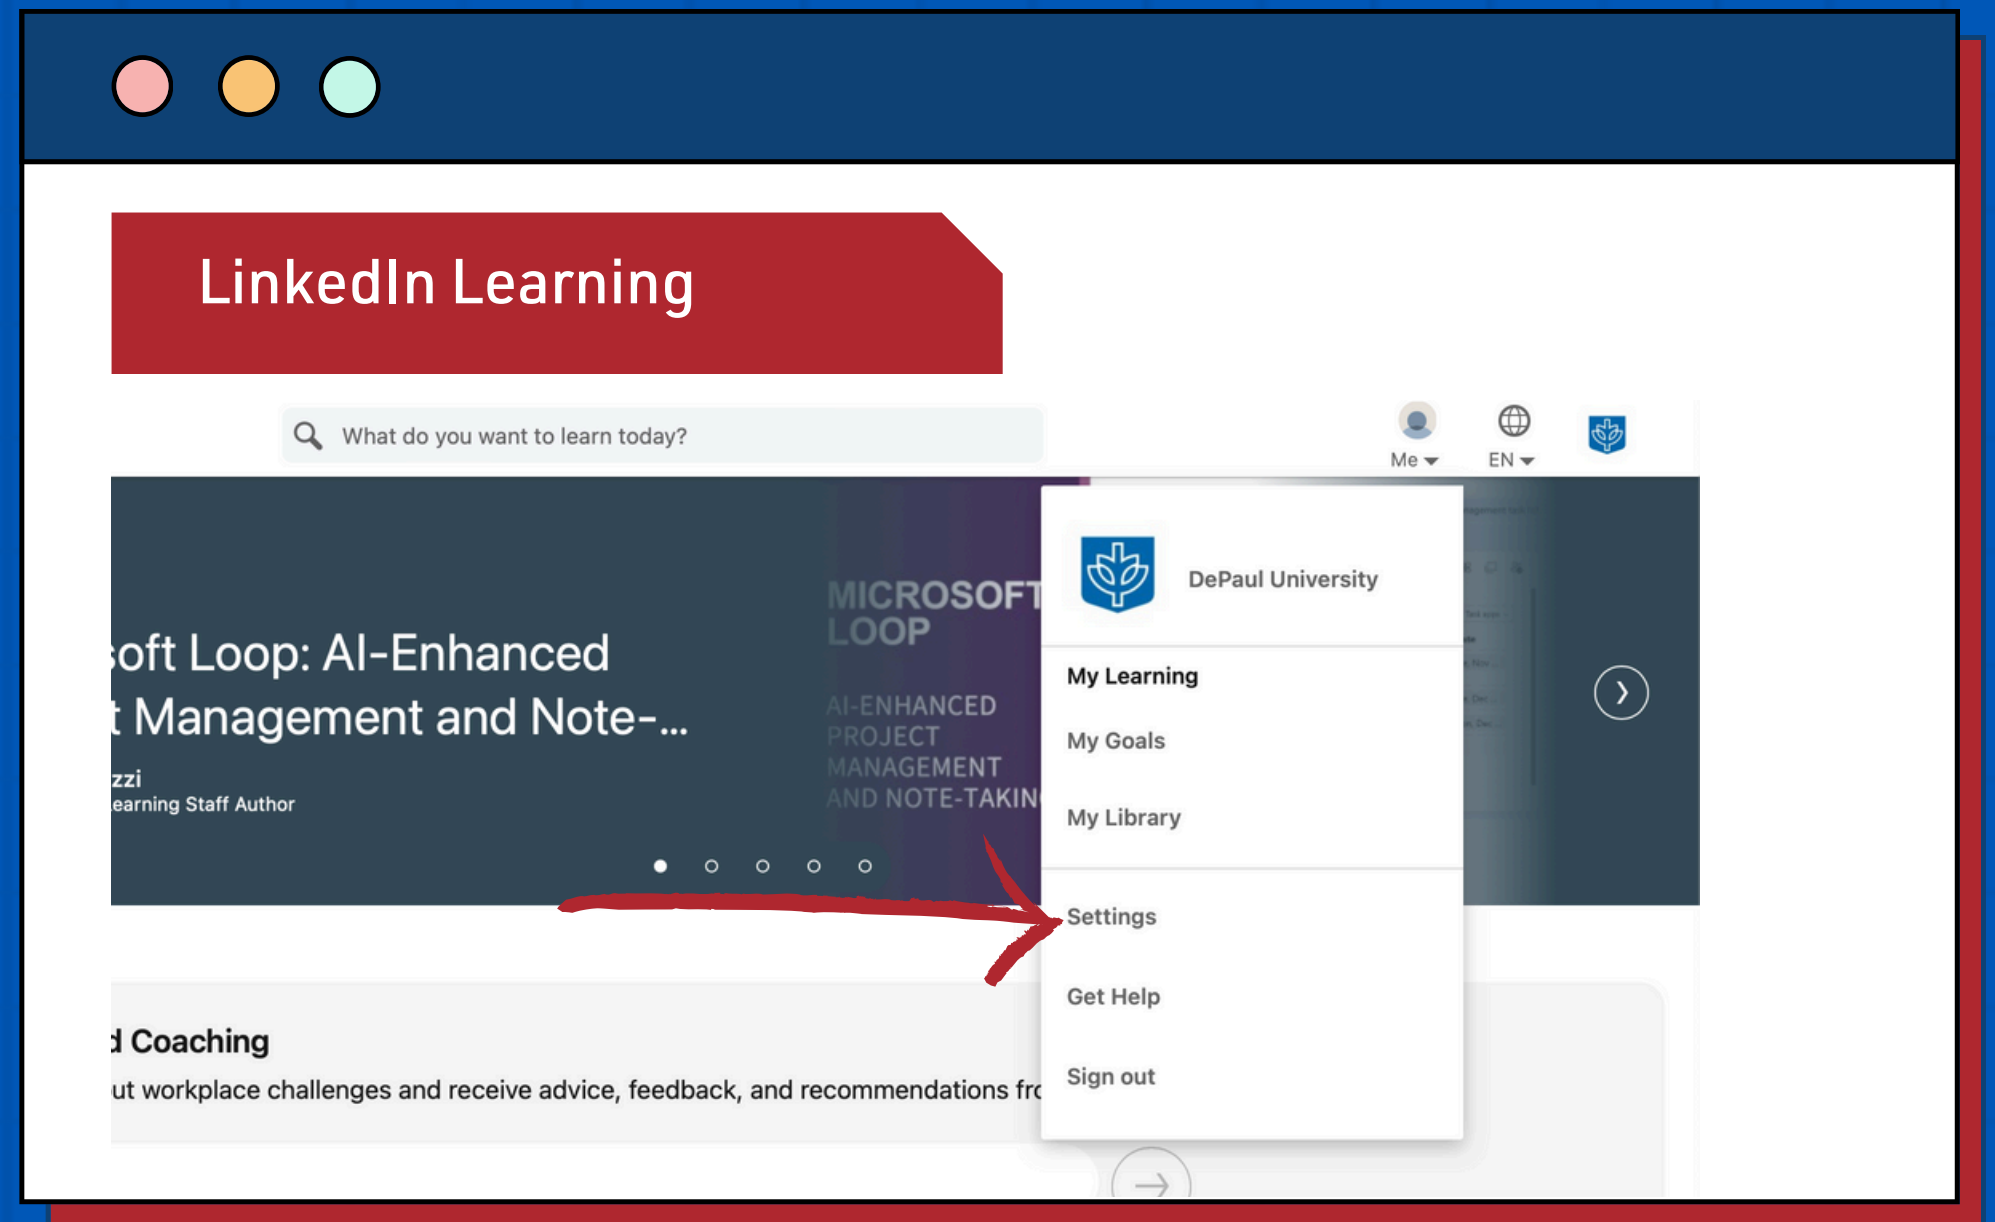 LinkedIn Learning
What do you want to learn today?
Me
EN
DePaul University
MICROSOFT
LOOP
AI-ENHANCED
PROJECT
MANAGEMENT
AND NOTE-TAKIN
soft Loop: AI-Enhanced
t Management and Note-...
zzi
earning Staff Author
My Learning
My Goals
My Library
Settings
Get Help
Sign out
d Coaching
ut workplace challenges and receive advice, feedback, and recommendations fro